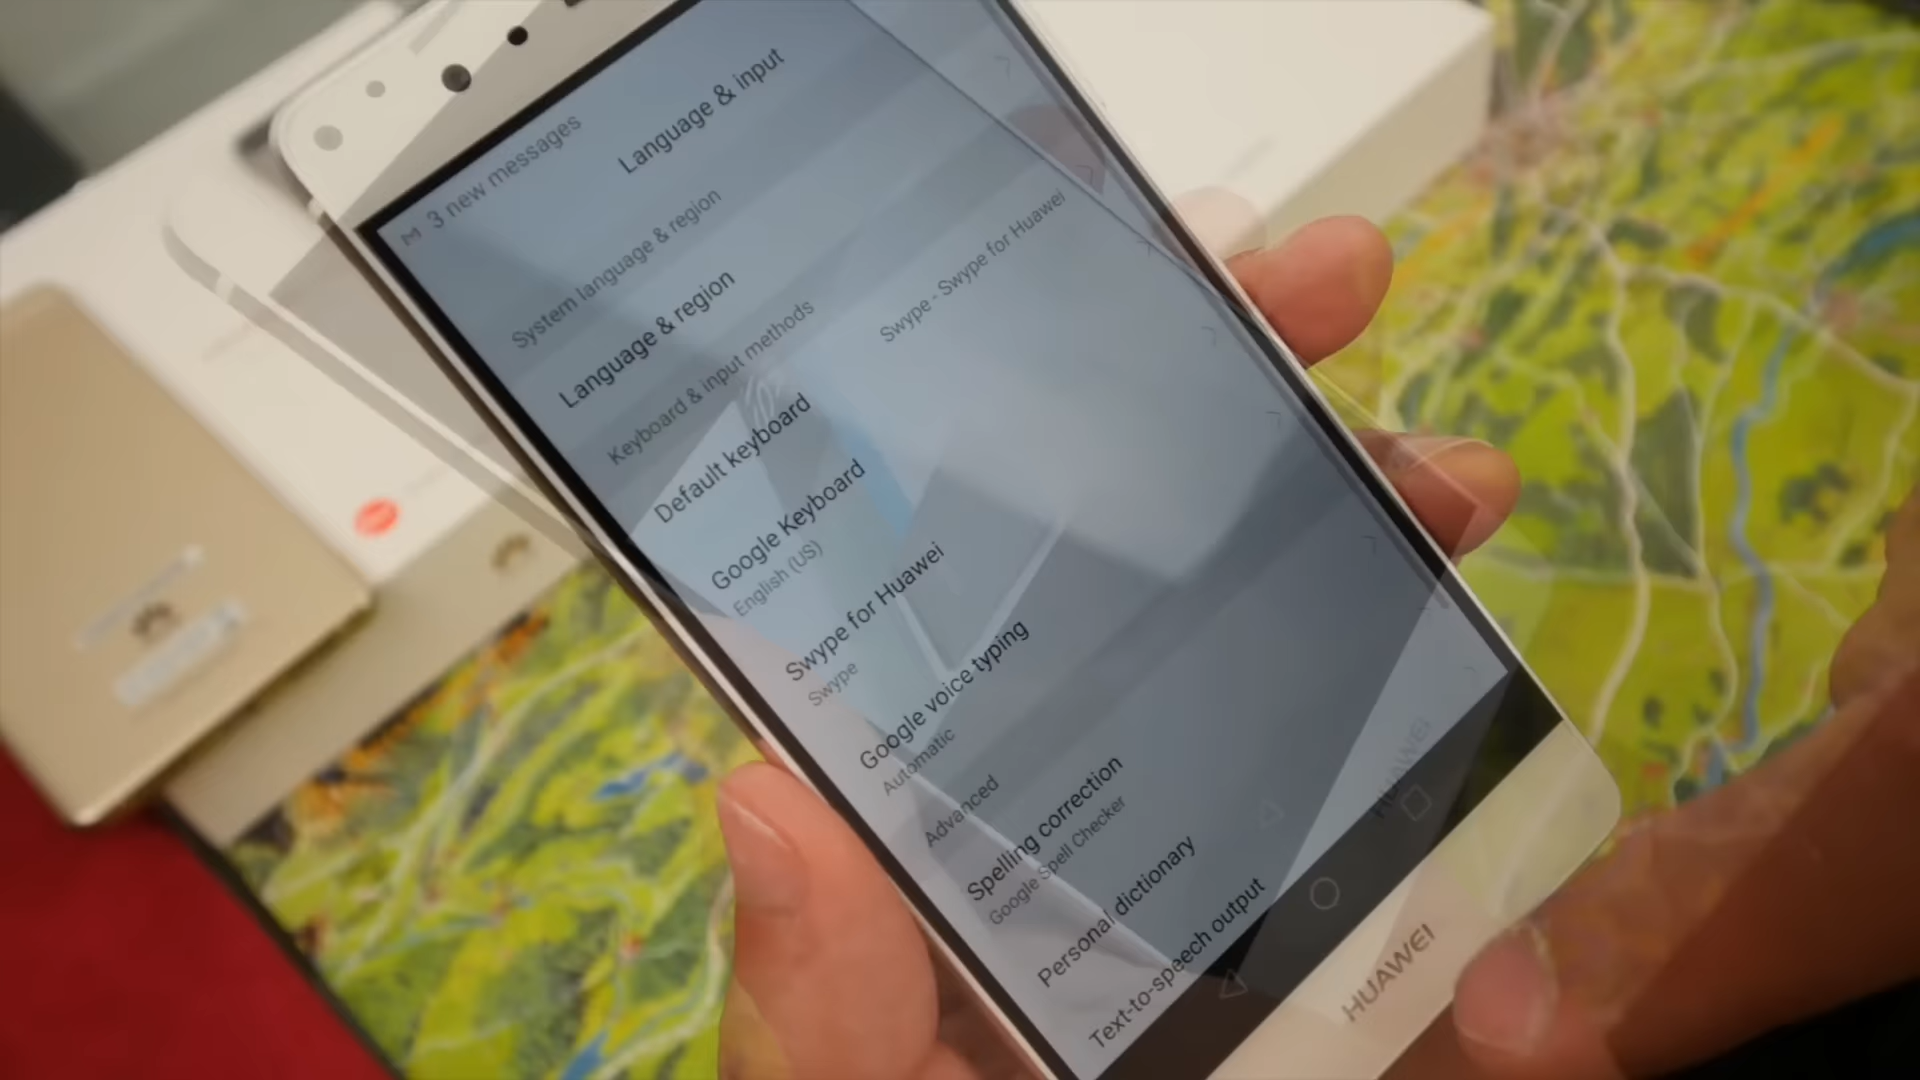 3 new messages
Language & input
System language & region
Language & region
Keyboard & input methods
Default keyboard
Swype - Swype for Huawei
Google Keyboard
English (US)
Swype for Huawei
Swype
Google voice typing
Automatic
Advanced
Spelling correction
Google Spell Checker
Personal dictionary
Text-to-speech output
HUAWEI
HUAWEI